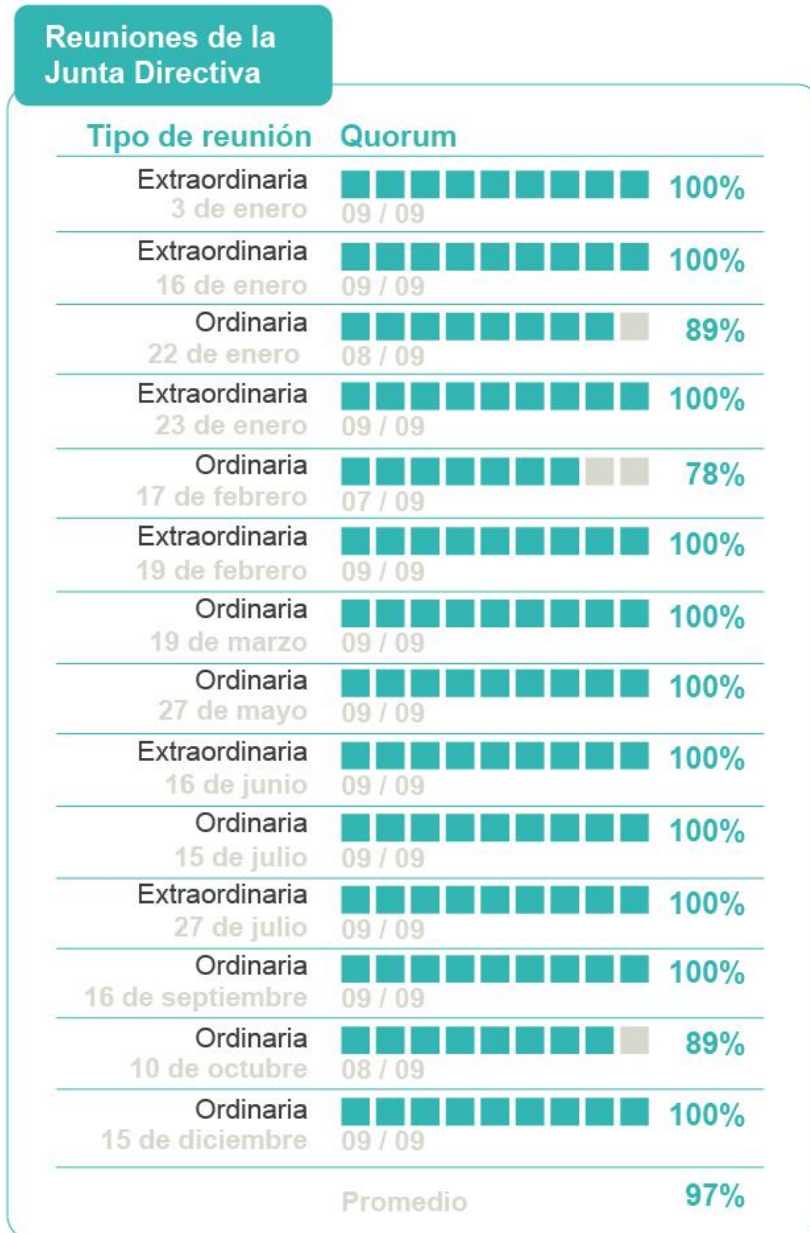 Reuniones de la
Junta Directiva
Tipo de reunión Quorum
Extraordinaria 100%
3 de enero 09 / 09
Extraordinaria 100%
16 de enero 09 / 09
Ordinaria 89%
22 de enero 08 / 09
Extraordinaria 100%
23 de enero 09 / 09
Ordinaria 78%
17 de febrero 07 / 09
Extraordinaria 100%
19 de febrero 09 / 09
Ordinaria 100%
19 de marzo 09 / 09
Ordinaria 100%
27 de mayo 09 / 09
Extraordinaria 100%
16 de junio 09 / 09
Ordinaria 100%
15 de julio 09 / 09
Extraordinaria 100%
27 de julio 09 / 09
Ordinaria 100%
16 de septiembre 09 / 09
Ordinaria 89%
10 de octubre 08 / 09
Ordinaria 100%
15 de diciembre 09 / 09
Promedio 97%